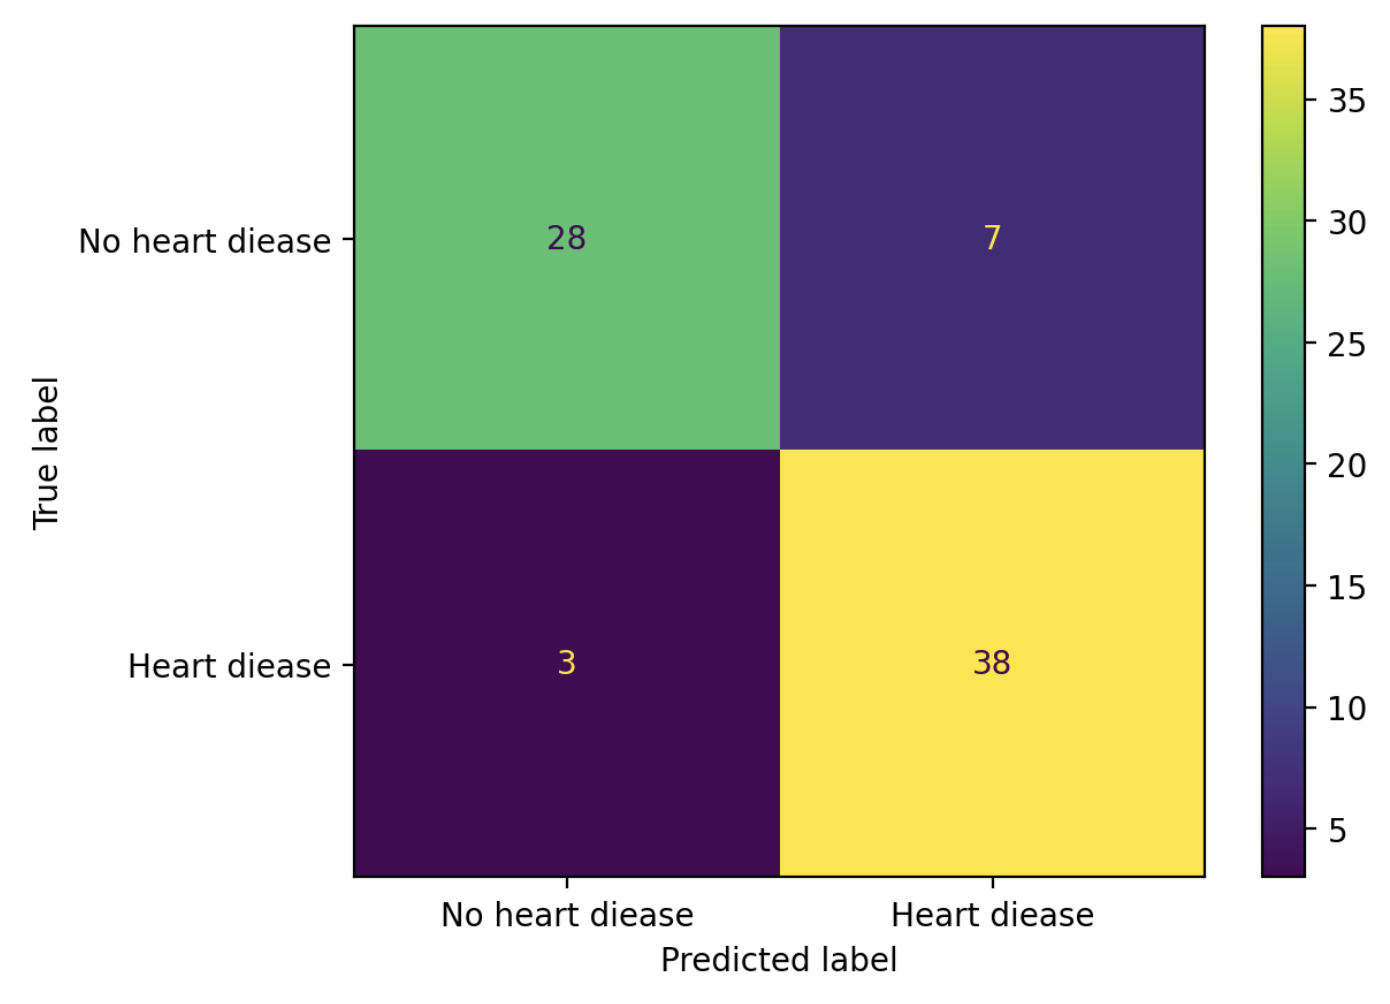 No heart diease
28
7
Heart diease
3
38
True label
No heart diease
Heart diease
Predicted label
35
30
25
20
15
10
5